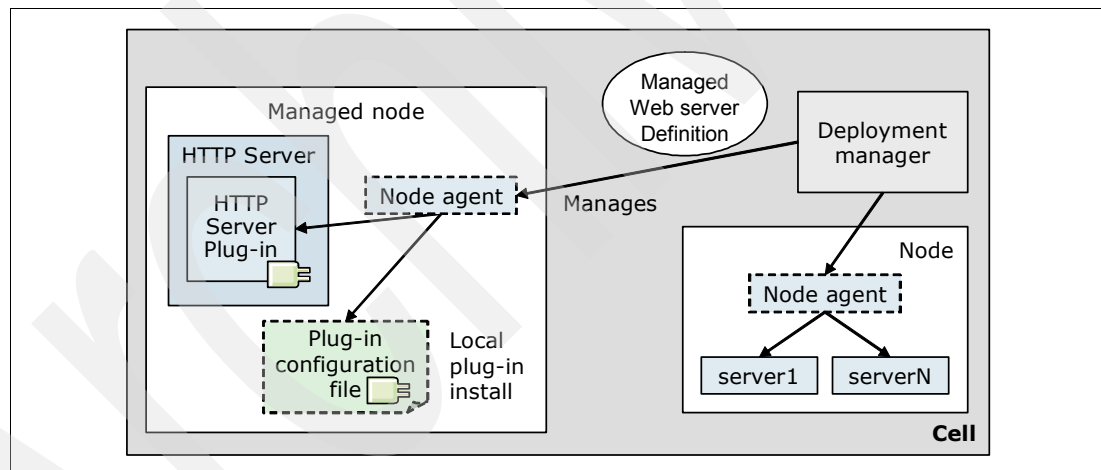 Managed node
HTTP Server
HTTP
Server
Plug-in
Node agent
Plug-in
configuration
file
Local
plug-in
install
Managed
Web server
Definition
Manages
Deployment
manager
Node
Node agent
server1
serverN
Cell